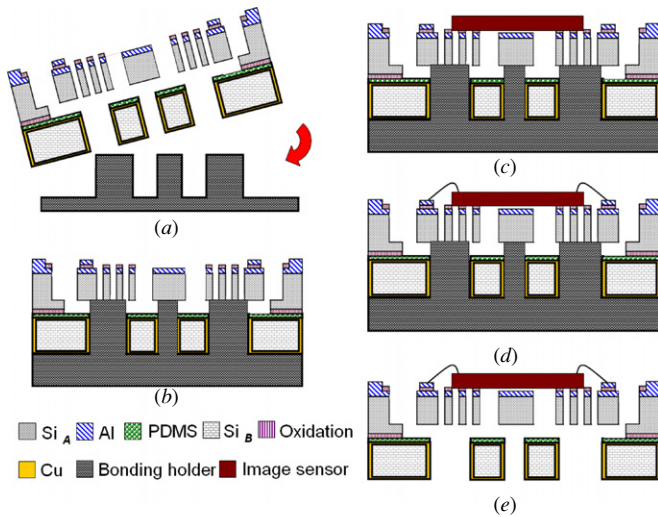 (a)
(b)
Si A Al PDMS Si B Oxidation
Cu Bonding holder Image sensor
(c)
(d)
(e)